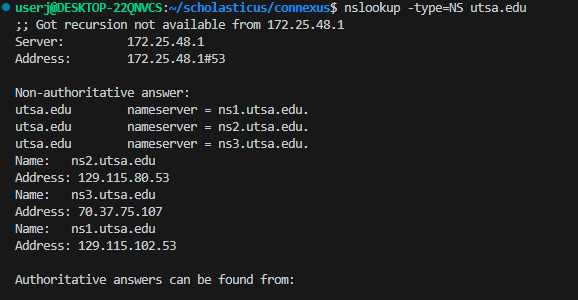 userj@DESKTOP-22QNVCS:~/scholasticus/connexus$ nslookup -type=NS utsa.edu
;; Got recursion not available from 172.25.48.1
Server:         172.25.48.1
Address:        172.25.48.1#53

Non-authoritative answer:
utsa.edu        nameserver = ns1.utsa.edu.
utsa.edu        nameserver = ns2.utsa.edu.
utsa.edu        nameserver = ns3.utsa.edu.
Name:   ns2.utsa.edu
Address: 129.115.80.53
Name:   ns3.utsa.edu
Address: 70.37.75.107
Name:   ns1.utsa.edu
Address: 129.115.102.53

Authoritative answers can be found from: